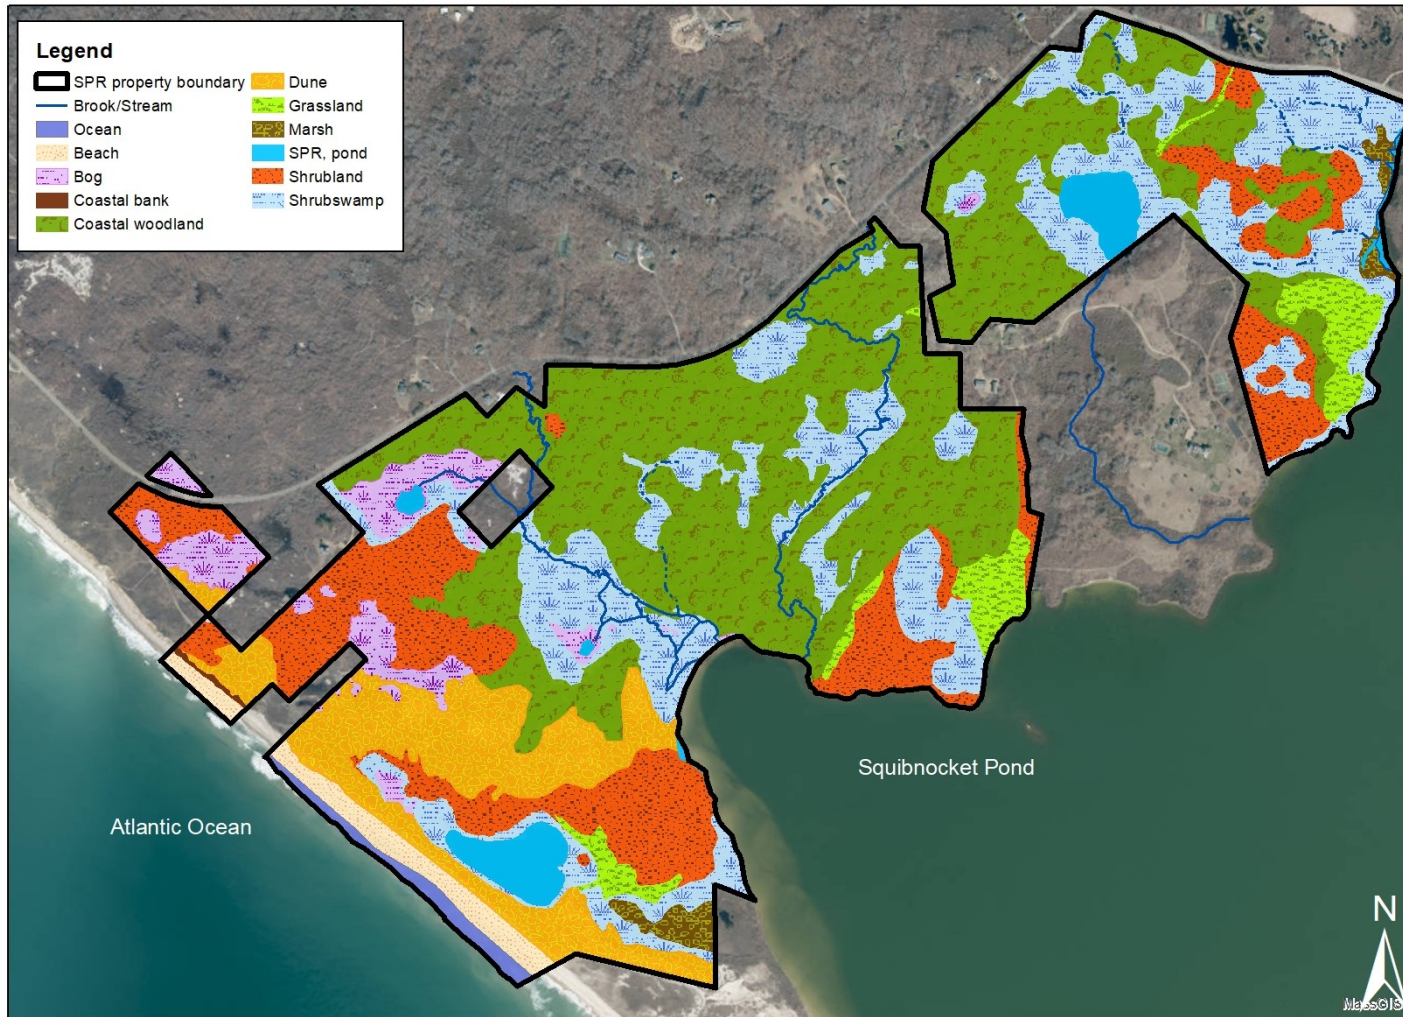 Legend
SPR property boundary
Brook/Stream
Ocean
Beach
Bog
Coastal bank
Coastal woodland
Dune
Grassland
Marsh
SPR, pond
Shrubland
Shrubswamp
Squibnocket Pond
Atlantic Ocean
N
MassGIS